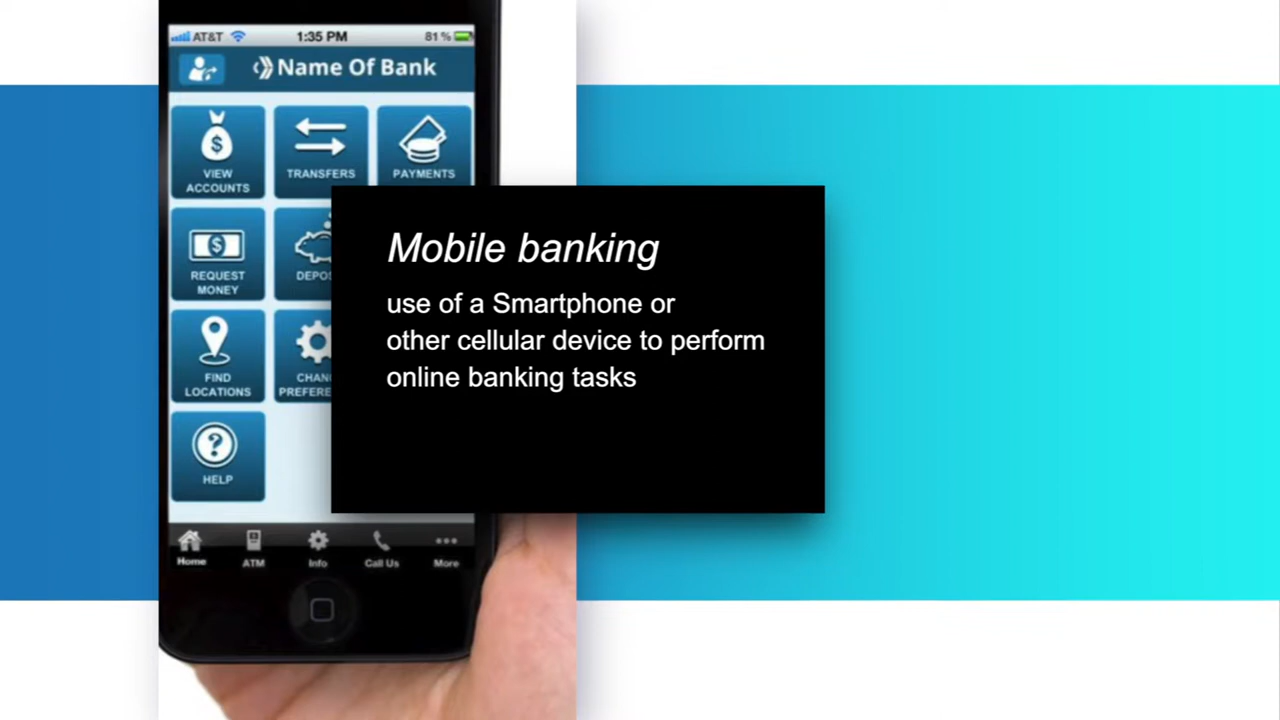 AT&T 1:35 PM 81 %
Name Of Bank
VIEW ACCOUNTS
TRANSFERS
PAYMENTS
REQUEST MONEY
FIND LOCATIONS
HELP
Mobile banking
use of a Smartphone or
other cellular device to perform
online banking tasks
Home ATM Info Call Us More